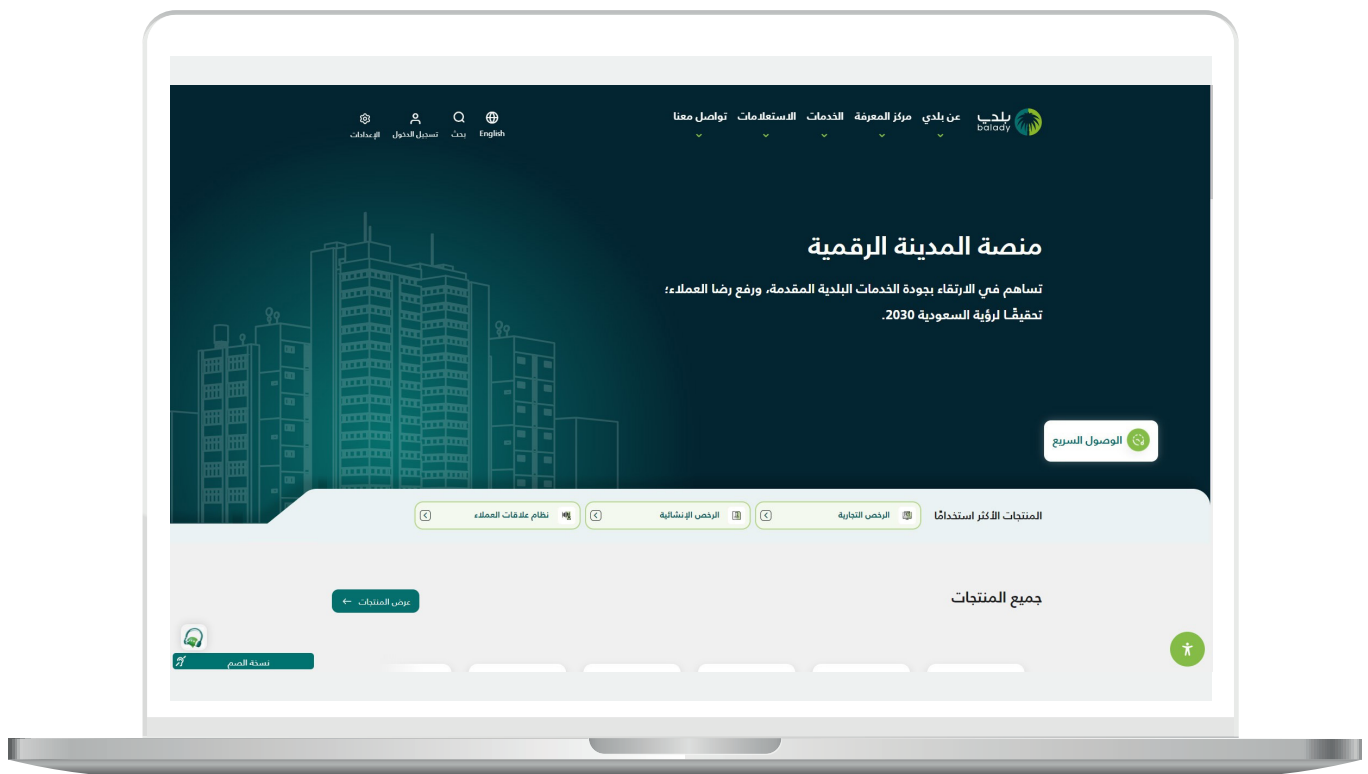 بلدي
balady
عن بلدي مركز المعرفة الخدمات الاستعلامات تواصل معنا
English بحث تسجيل الدخول الإعدادات
منصة المدينة الرقمية
تساهم في الارتقاء بجودة الخدمات البلدية المقدمة، ورفع رضا العملاء؛
تحقيقًا لرؤية السعودية 2030.
الوصول السريع
المنتجات الأكثر استخدامًا الرخص التجارية الرخص الإنشائية نظام علاقات العملاء
جميع المنتجات
عرض المنتجات ←
نسخة الصم